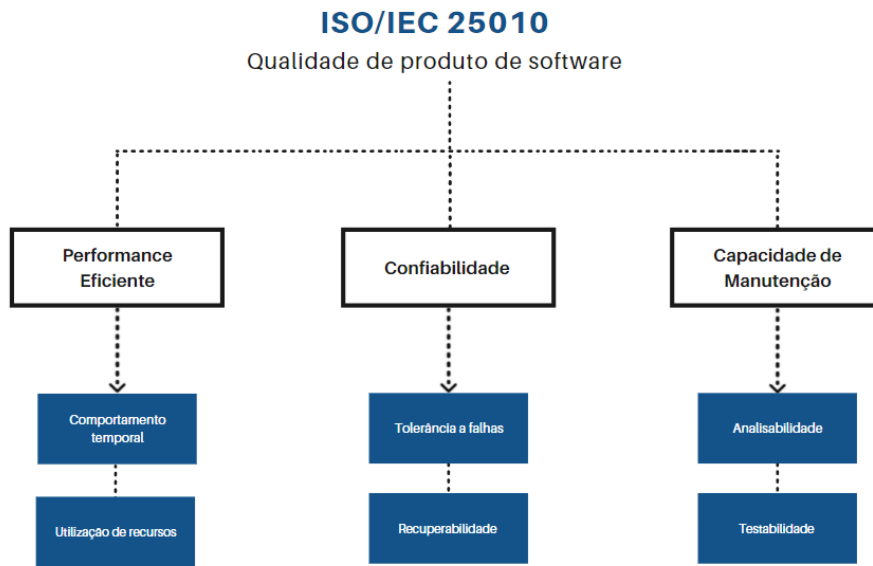 ISO/IEC 25010
Qualidade de produto de software
Performance
Eficiente
Confiabilidade
Capacidade de
Manutenção
Comportamento
temporal
Tolerância a falhas
Analisabilidade
Utilização de recursos
Recuperabilidade
Testabilidade